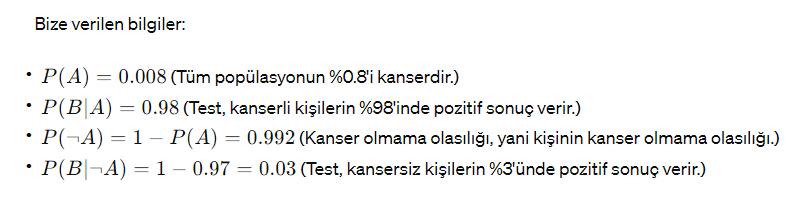 Bize verilen bilgiler:
• P(A) = 0.008 (Tüm popülasyonun %0.8'i kanserdir.)
• P(B|A) = 0.98 (Test, kanserli kişilerin %98'inde pozitif sonuç verir.)
• P(¬A) = 1 − P(A) = 0.992 (Kanser olmama olasılığı, yani kişinin kanser olmama olasılığı.)
• P(B|¬A) = 1 − 0.97 = 0.03 (Test, kansersiz kişilerin %3'ünde pozitif sonuç verir.)